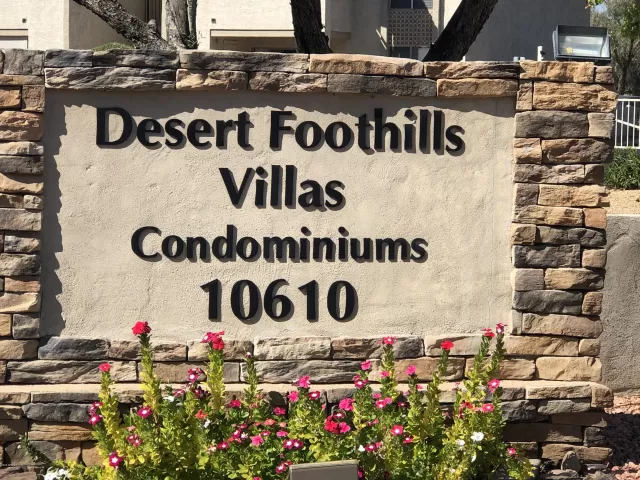 Desert Foothills
Villas
Condominiums
10610